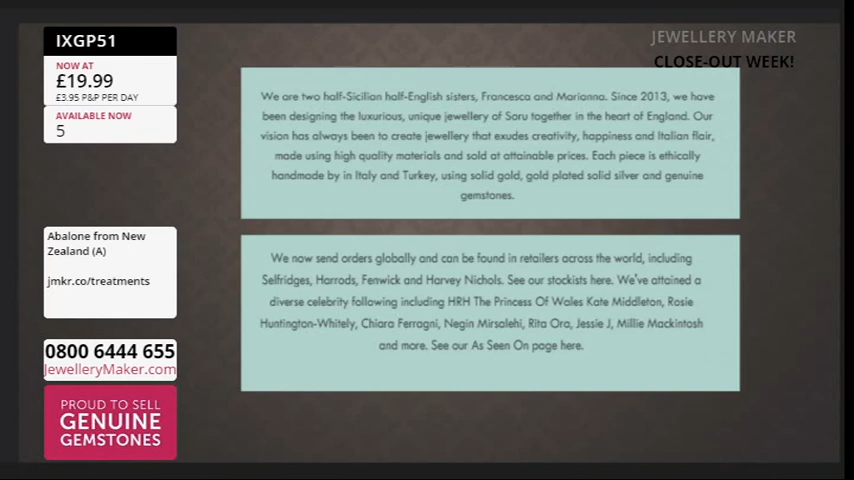 IXGP51
NOW AT
£19.99
£3.95 P&P PER DAY
AVAILABLE NOW
5
Abalone from New
Zealand (A)
jmkr.co/treatments
0800 6444 655
JewelleryMaker.com
PROUD TO SELL
GENUINE
GEMSTONES
JEWELLERY MAKER
CLOSE-OUT WEEK!
We are two half-Sicilian half-English sisters, Francesca and Marianna. Since 2013, we have
been designing the luxurious, unique jewellery of Soru together in the heart of England. Our
vision has always been to create jewellery that exudes creativity, happiness and Italian flair,
made using high quality materials and sold at attainable prices. Each piece is ethically
handmade by in Italy and Turkey, using solid gold, gold plated solid silver and genuine
gemstones.
We now send orders globally and can be found in retailers across the world, including
Selfridges, Harrods, Fenwick and Harvey Nichols. See our stockists here. We've attained a
diverse celebrity following including HRH The Princess Of Wales Kate Middleton, Rosie
Huntington-Whitely, Chiara Ferragni, Negin Mirsalehi, Rita Ora, Jessie J, Millie Mackintosh
and more. See our As Seen On page here.